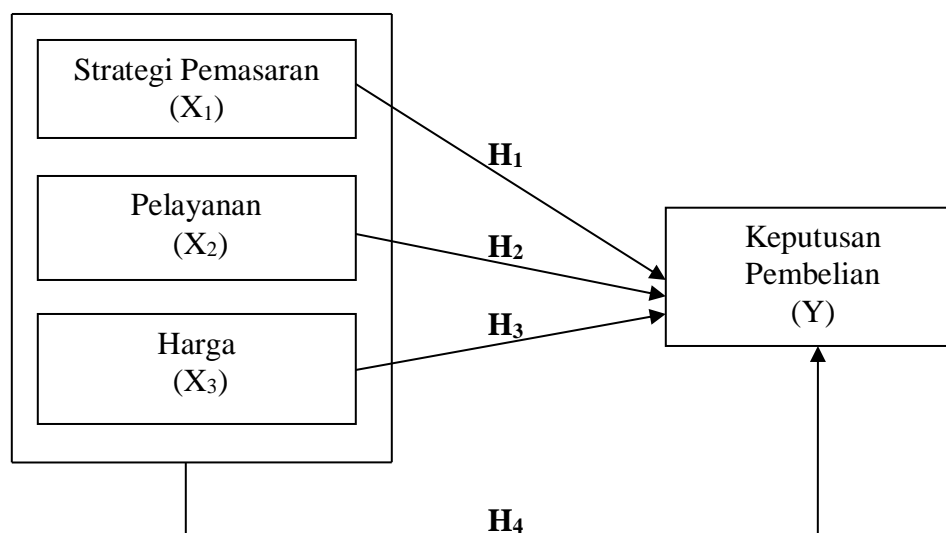 Strategi Pemasaran
(X₁)
H₁
Pelayanan
(X₂)
H₂
Keputusan
Pembelian
(Y)
H₃
Harga
(X₃)
H₄